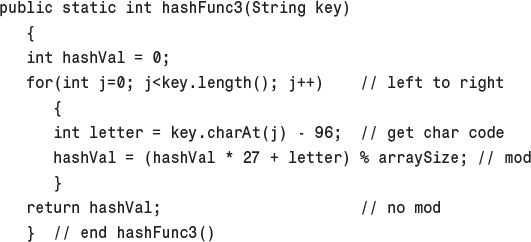 public static int hashFunc3(String key)
{
int hashVal = 0;
for(int j=0; j<key.length(); j++) // left to right
{
int letter = key.charAt(j) - 96; // get char code
hashVal = (hashVal * 27 + letter) % arraySize; // mod
}
return hashVal; // no mod
} // end hashFunc3()